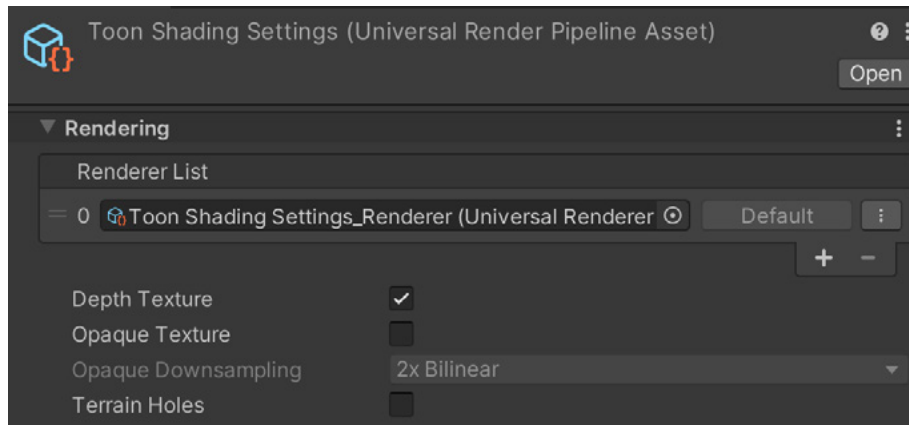 Toon Shading Settings (Universal Render Pipeline Asset)
Open
Rendering
Renderer List
0 Toon Shading Settings_Renderer (Universal Renderer Default
Depth Texture
Opaque Texture
Opaque Downsampling 2x Bilinear
Terrain Holes